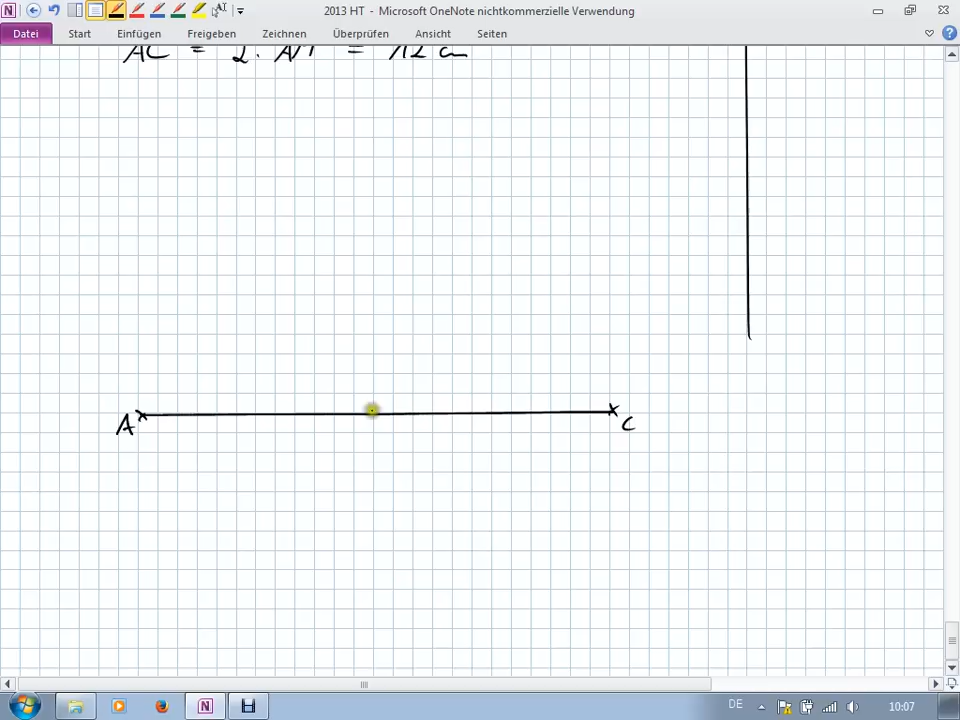 2013 HT - Microsoft OneNote nichtkommerzielle Verwendung
Datei Start Einfügen Freigeben Zeichnen Überprüfen Ansicht Seiten
AC = 2 · AM = 12 cm
A C
DE 10:07